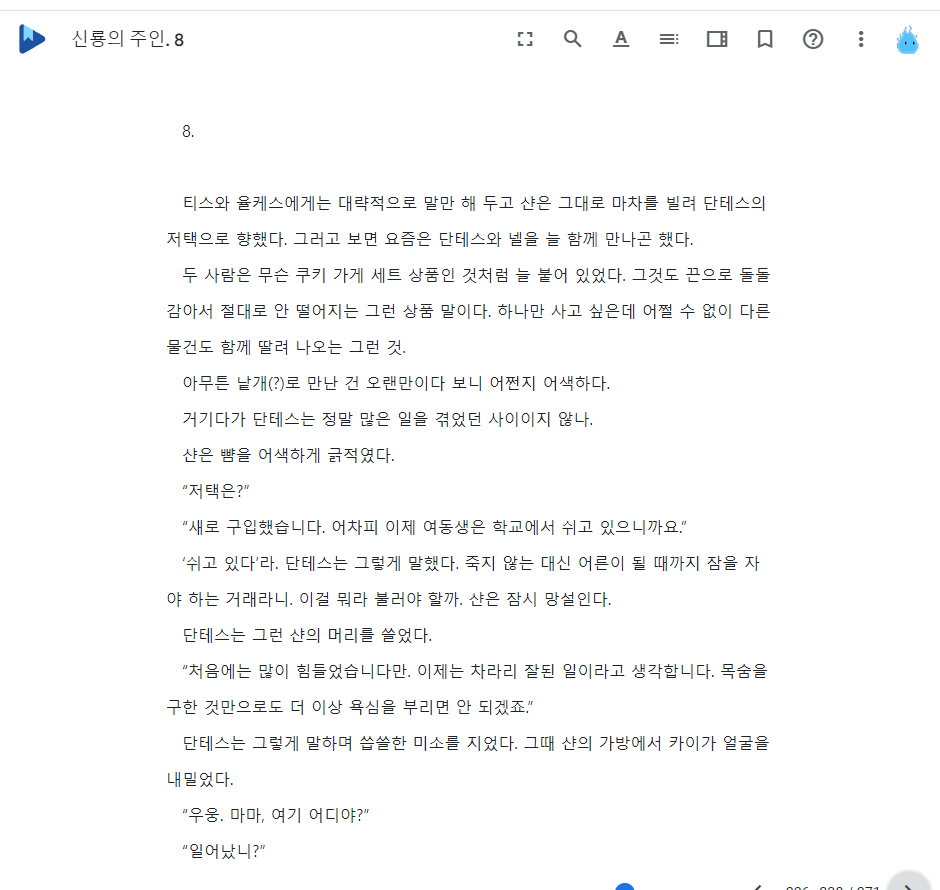 신룡의 주인. 8
8.
티스와 율케스에게는 대략적으로 말만 해 두고 샨은 그대로 마차를 빌려 단테스의
저택으로 향했다. 그러고 보면 요즘은 단테스와 넬을 늘 함께 만나곤 했다.
두 사람은 무슨 쿠키 가게 세트 상품인 것처럼 늘 붙어 있었다. 그것도 끈으로 돌돌
감아서 절대로 안 떨어지는 그런 상품 말이다. 하나만 사고 싶은데 어쩔 수 없이 다른
물건도 함께 딸려 나오는 그런 것.
아무튼 낱개(?)로 만난 건 오랜만이다 보니 어쩐지 어색하다.
거기다가 단테스는 정말 많은 일을 겪었던 사이이지 않나.
샨은 뺨을 어색하게 긁적였다.
“저택은?”
“새로 구입했습니다. 어차피 이제 여동생은 학교에서 쉬고 있으니까요.”
‘쉬고 있다’라. 단테스는 그렇게 말했다. 죽지 않는 대신 어른이 될 때까지 잠을 자
야 하는 거래라니. 이걸 뭐라 불러야 할까. 샨은 잠시 망설인다.
단테스는 그런 샨의 머리를 쓸었다.
“처음에는 많이 힘들었습니다만. 이제는 차라리 잘된 일이라고 생각합니다. 목숨을
구한 것만으로도 더 이상 욕심을 부리면 안 되겠죠.”
단테스는 그렇게 말하며 씁쓸한 미소를 지었다. 그때 샨의 가방에서 카이가 얼굴을
내밀었다.
“우웅. 마마, 여기 어디야?”
“일어났니?”